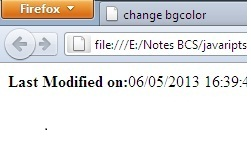 Firefox
change bgcolor
file:///E:/Notes BCS/javaripts
Last Modified on:06/05/2013 16:39:4
.